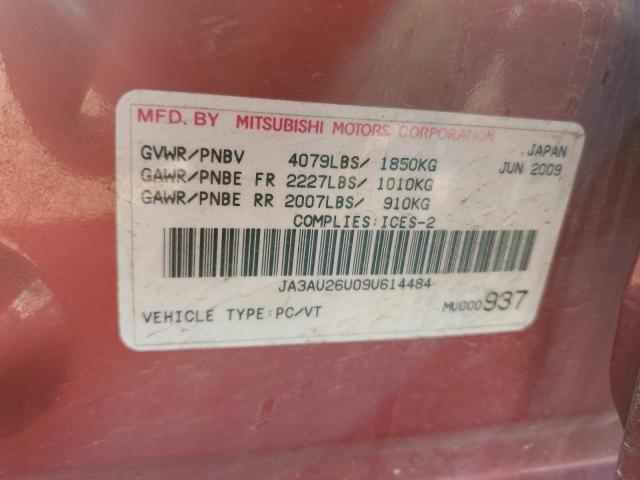 MFD. BY MITSUBISHI MOTORS CORPORATION
GVWR/PNBV 4079LBS/ 1850KG JAPAN
GAWR/PNBE FR 2227LBS/ 1010KG JUN 2009
GAWR/PNBE RR 2007LBS/ 910KG
COMPLIES:ICES-2
JA3AU26U09U614484
VEHICLE TYPE:PC/VT MUG00937